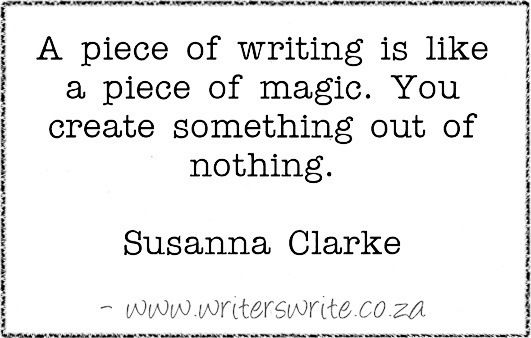 A piece of writing is like
a piece of magic. You
create something out of
nothing.
Susanna Clarke
- www.writerswrite.co.za